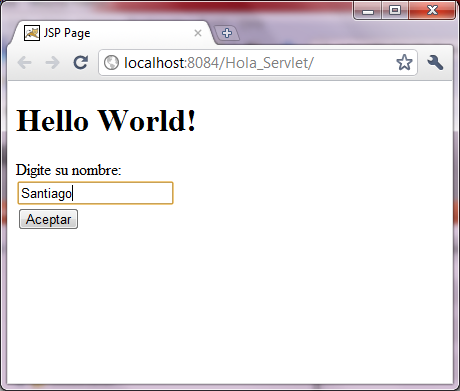 JSP Page
localhost:8084/Hola_Servlet/
Hello World!
Digite su nombre:
Santiago
Aceptar